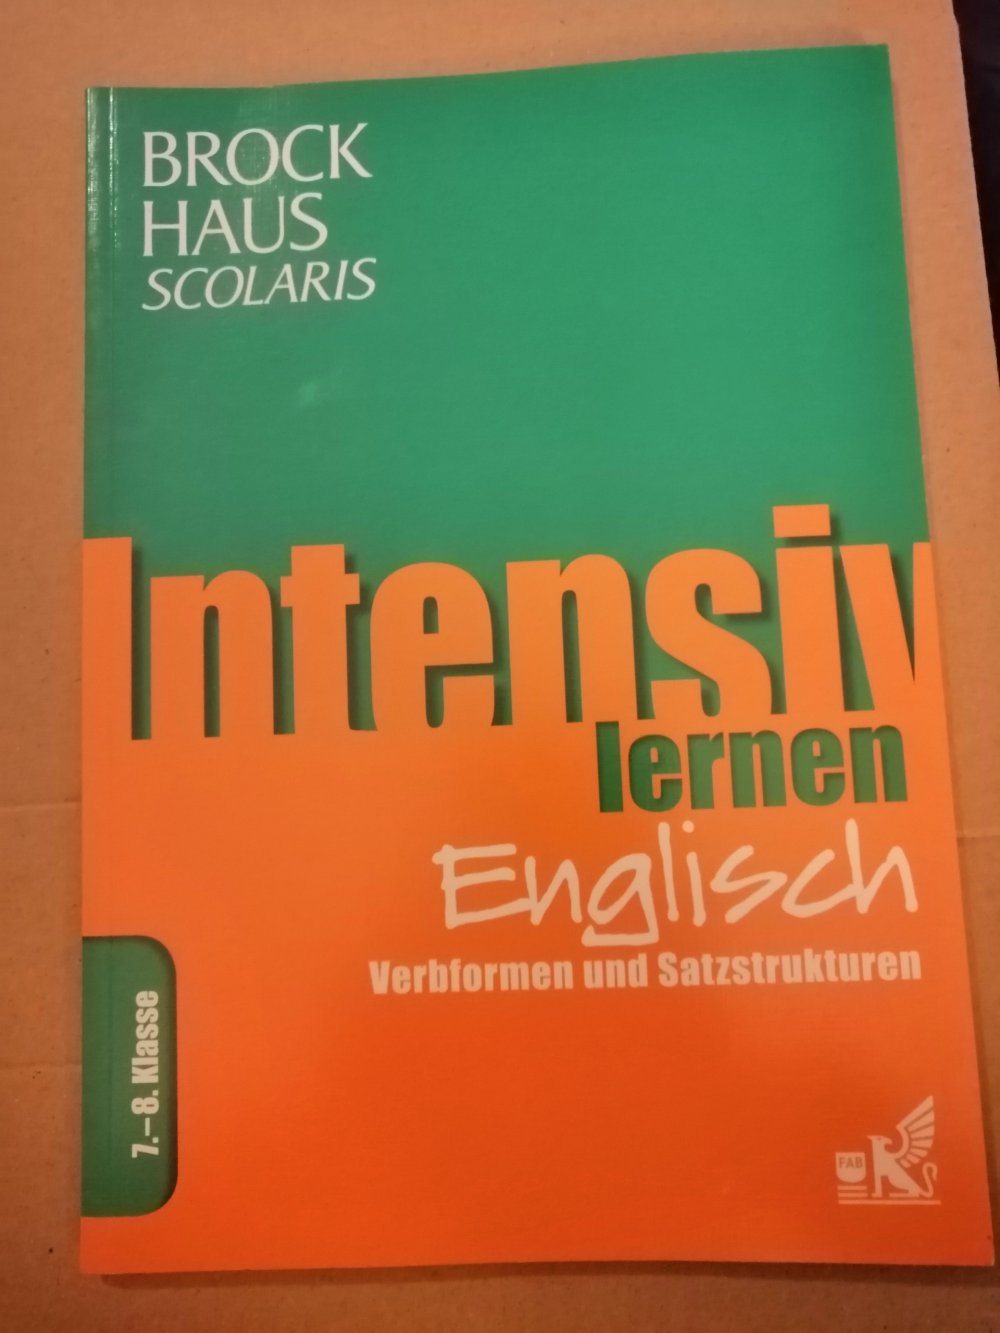 BROCK
HAUS
SCOLARIS
Intensiv
lernen
Englisch
Verbformen und Satzstrukturen
7.–8. Klasse
FAB